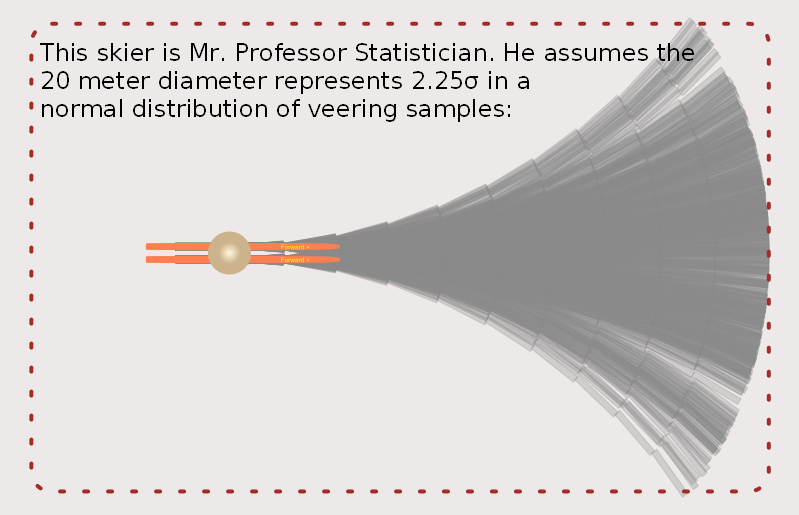 This skier is Mr. Professor Statistician. He assumes the
20 meter diameter represents 2.25σ in a
normal distribution of veering samples:
Forward >
Forward >